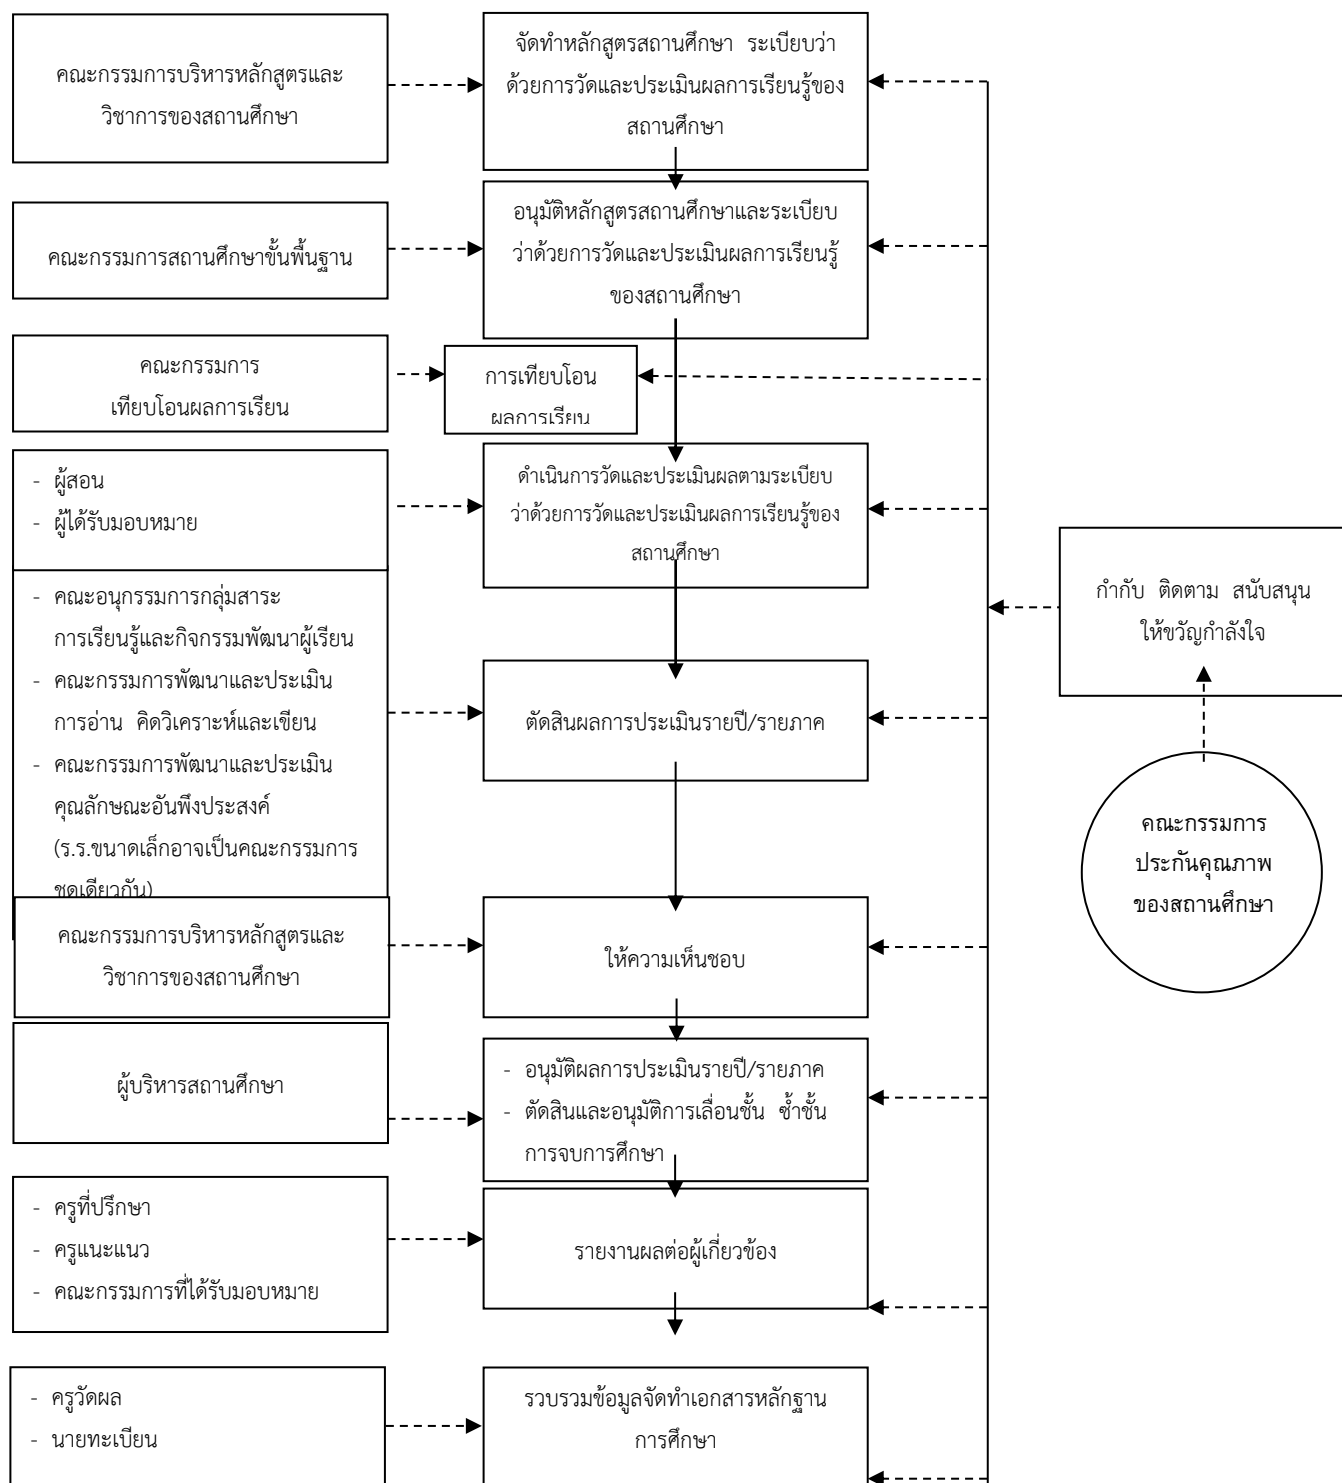 คณะกรรมการบริหารหลักสูตรและ
วิชาการของสถานศึกษา
จัดทำหลักสูตรสถานศึกษา ระเบียบว่า
ด้วยการวัดและประเมินผลการเรียนรู้ของ
สถานศึกษา
คณะกรรมการสถานศึกษาขั้นพื้นฐาน
อนุมัติหลักสูตรสถานศึกษาและระเบียบ
ว่าด้วยการวัดและประเมินผลการเรียนรู้
ของสถานศึกษา
คณะกรรมการ
เทียบโอนผลการเรียน
การเทียบโอน
ผลการเรียน
- ผู้สอน
- ผู้ได้รับมอบหมาย
ดำเนินการวัดและประเมินผลตามระเบียบ
ว่าด้วยการวัดและประเมินผลการเรียนรู้ของ
สถานศึกษา
- คณะอนุกรรมการกลุ่มสาระ
การเรียนรู้และกิจกรรมพัฒนาผู้เรียน
- คณะกรรมการพัฒนาและประเมิน
การอ่าน คิดวิเคราะห์และเขียน
- คณะกรรมการพัฒนาและประเมิน
คุณลักษณะอันพึงประสงค์
(ร.ร.ขนาดเล็กอาจเป็นคณะกรรมการ
ชุดเดียวกัน)
ตัดสินผลการประเมินรายปี/รายภาค
กำกับ ติดตาม สนับสนุน
ให้ขวัญกำลังใจ
คณะกรรมการ
ประกันคุณภาพ
ของสถานศึกษา
คณะกรรมการบริหารหลักสูตรและ
วิชาการของสถานศึกษา
ให้ความเห็นชอบ
ผู้บริหารสถานศึกษา
- อนุมัติผลการประเมินรายปี/รายภาค
- ตัดสินและอนุมัติการเลื่อนชั้น ซ้ำชั้น
การจบการศึกษา
- ครูที่ปรึกษา
- ครูแนะแนว
- คณะกรรมการที่ได้รับมอบหมาย
รายงานผลต่อผู้เกี่ยวข้อง
- ครูวัดผล
- นายทะเบียน
รวบรวมข้อมูลจัดทำเอกสารหลักฐาน
การศึกษา